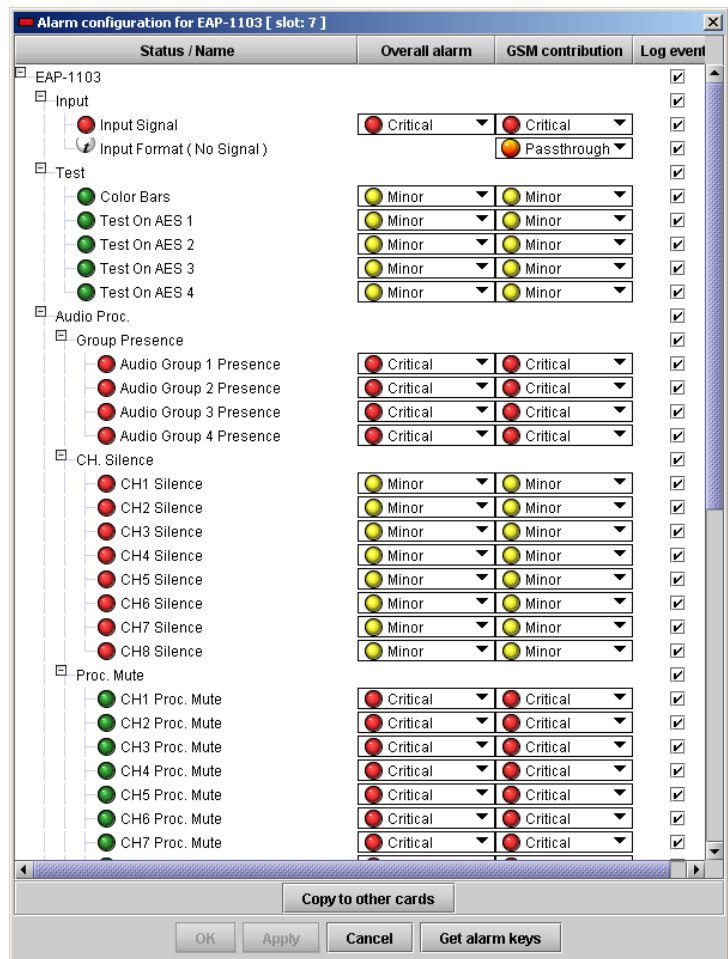 Alarm configuration for EAP-1103 [ slot: 7 ]
Status / Name Overall alarm GSM contribution Log event
EAP-1103
Input
Input Signal Critical Critical
i Input Format ( No Signal ) Passthrough
Test
Color Bars Minor Minor
Test On AES 1 Minor Minor
Test On AES 2 Minor Minor
Test On AES 3 Minor Minor
Test On AES 4 Minor Minor
Audio Proc.
Group Presence
Audio Group 1 Presence Critical Critical
Audio Group 2 Presence Critical Critical
Audio Group 3 Presence Critical Critical
Audio Group 4 Presence Critical Critical
CH. Silence
CH1 Silence Minor Minor
CH2 Silence Minor Minor
CH3 Silence Minor Minor
CH4 Silence Minor Minor
CH5 Silence Minor Minor
CH6 Silence Minor Minor
CH7 Silence Minor Minor
CH8 Silence Minor Minor
Proc. Mute
CH1 Proc. Mute Critical Critical
CH2 Proc. Mute Critical Critical
CH3 Proc. Mute Critical Critical
CH4 Proc. Mute Critical Critical
CH5 Proc. Mute Critical Critical
CH6 Proc. Mute Critical Critical
CH7 Proc. Mute Critical Critical
Copy to other cards
OK Apply Cancel Get alarm keys